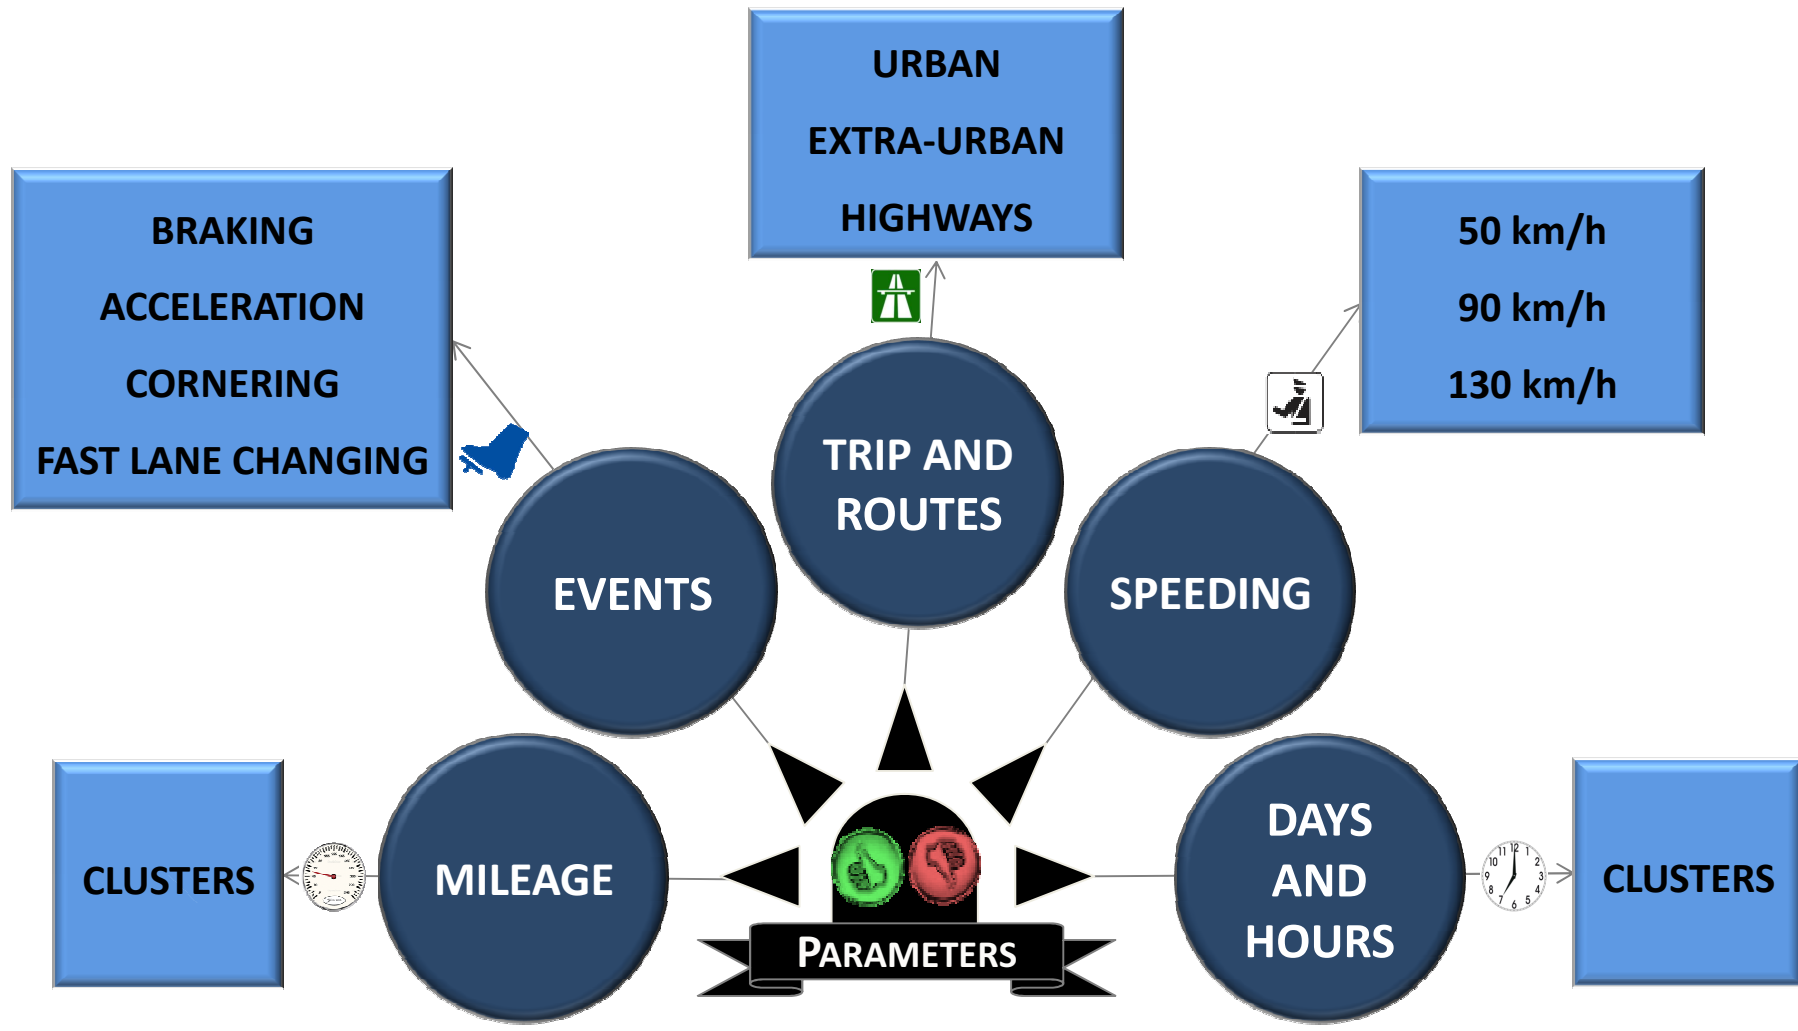 URBAN
EXTRA-URBAN
HIGHWAYS
BRAKING
ACCELERATION
CORNERING
FAST LANE CHANGING
50 km/h
90 km/h
130 km/h
TRIP AND
ROUTES
EVENTS
SPEEDING
CLUSTERS
MILEAGE
DAYS
AND
HOURS
CLUSTERS
PARAMETERS